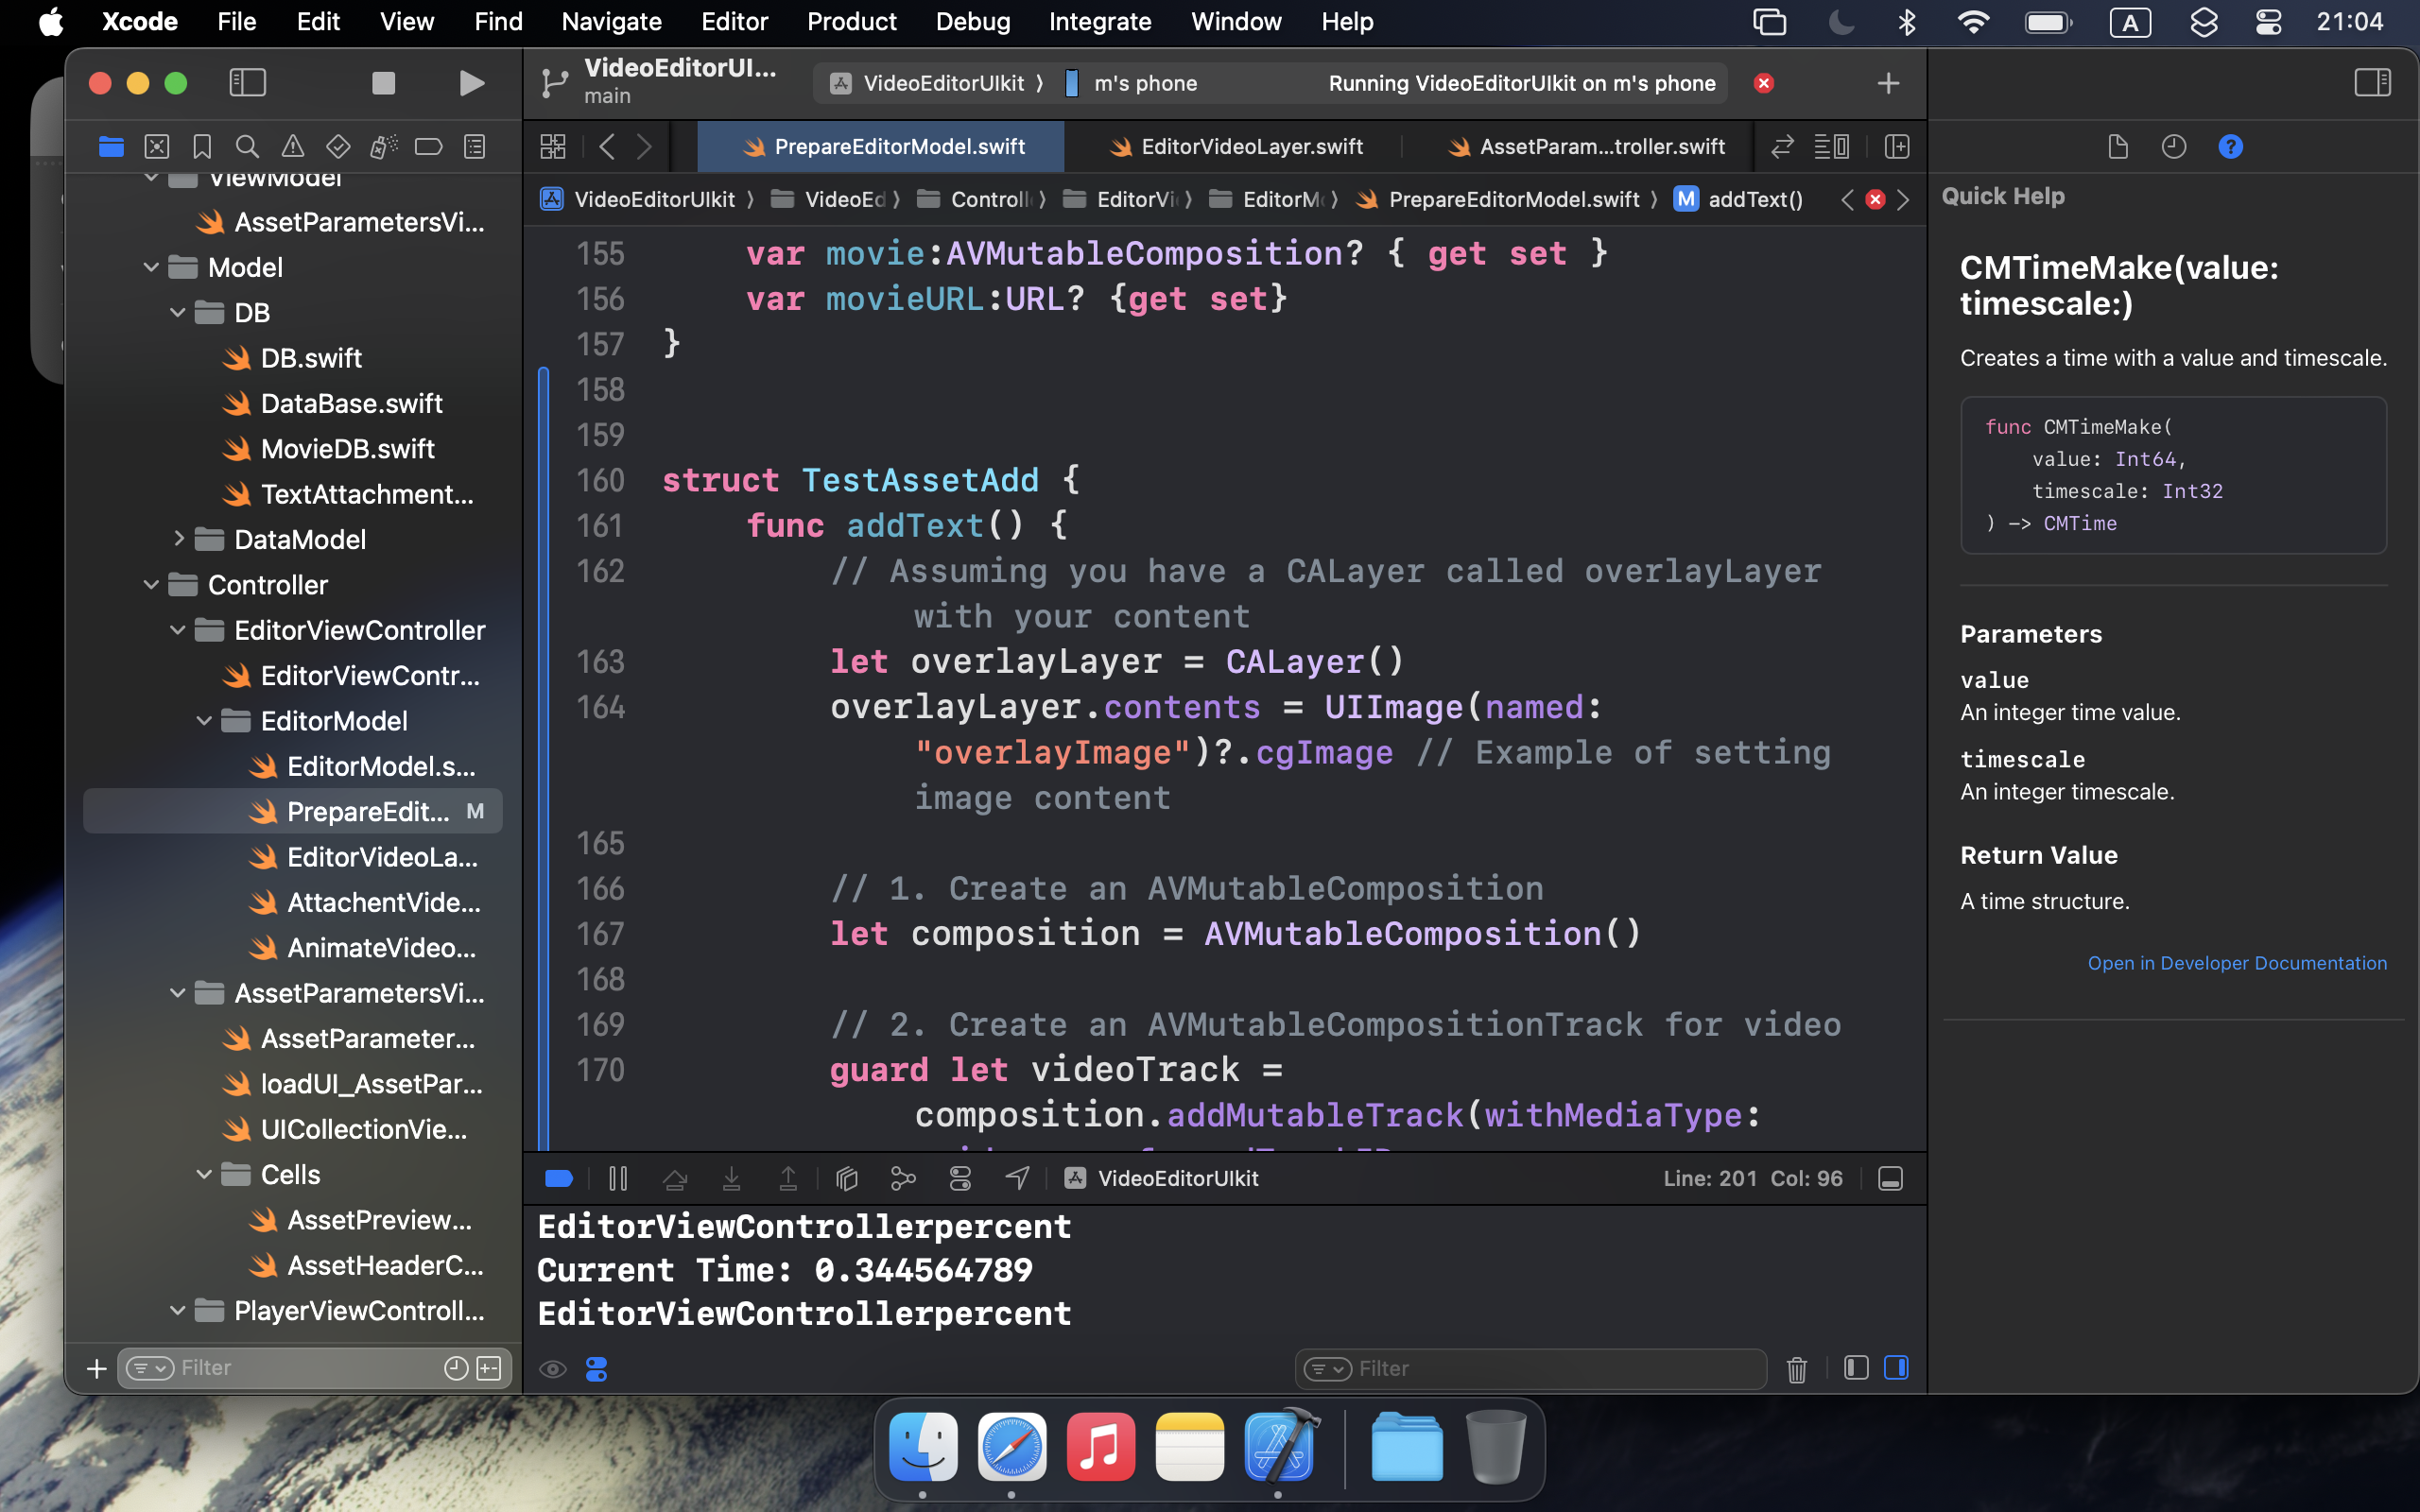 Xcode File Edit View Find Navigate Editor Product Debug Integrate Window Help A 21:04
VideoEditorUI...
main
VideoEditorUIkit ⟩ m's phone Running VideoEditorUIkit on m's phone
PrepareEditorModel.swift EditorVideoLayer.swift AssetParam...troller.swift
VideoEditorUIkit ⟩ VideoEd ⟩ Controll ⟩ EditorVi ⟩ EditorM ⟩ PrepareEditorModel.swift ⟩ M addText()
ViewModel
AssetParametersVi...
Model
DB
DB.swift
DataBase.swift
MovieDB.swift
TextAttachment...
DataModel
Controller
EditorViewController
EditorViewContr...
EditorModel
EditorModel.s...
PrepareEdit... M
EditorVideoLa...
AttachentVide...
AnimateVideo...
AssetParametersVi...
AssetParameter...
loadUI_AssetPar...
UICollectionVie...
Cells
AssetPreview...
AssetHeaderC...
PlayerViewControll...
Filter
155 var movie:AVMutableComposition? { get set }
156 var movieURL:URL? {get set}
157 }
158
159
160 struct TestAssetAdd {
161 func addText() {
162 // Assuming you have a CALayer called overlayLayer
with your content
163 let overlayLayer = CALayer()
164 overlayLayer.contents = UIImage(named:
"overlayImage")?.cgImage // Example of setting
image content
165
166 // 1. Create an AVMutableComposition
167 let composition = AVMutableComposition()
168
169 // 2. Create an AVMutableCompositionTrack for video
170 guard let videoTrack =
composition.addMutableTrack(withMediaType:
VideoEditorUIkit Line: 201 Col: 96
EditorViewControllerpercent
Current Time: 0.344564789
EditorViewControllerpercent
Filter
Quick Help
CMTimeMake(value:
timescale:)
Creates a time with a value and timescale.
func CMTimeMake(
value: Int64,
timescale: Int32
) -> CMTime
Parameters
value
An integer time value.
timescale
An integer timescale.
Return Value
A time structure.
Open in Developer Documentation